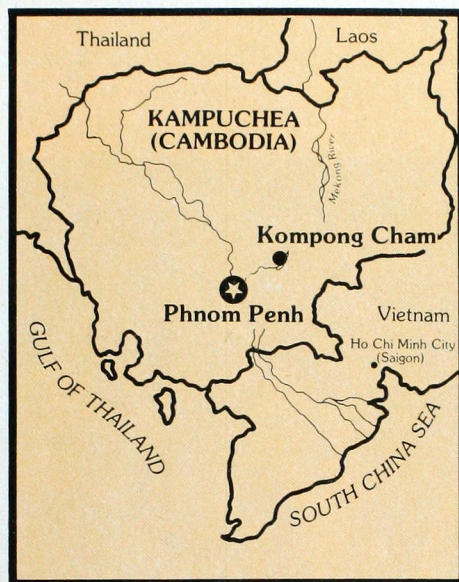 Thailand
Laos
KAMPUCHEA
(CAMBODIA)
Mekong River
Kompong Cham
Phnom Penh
Vietnam
Ho Chi Minh City
(Saigon)
GULF OF THAILAND
SOUTH CHINA SEA